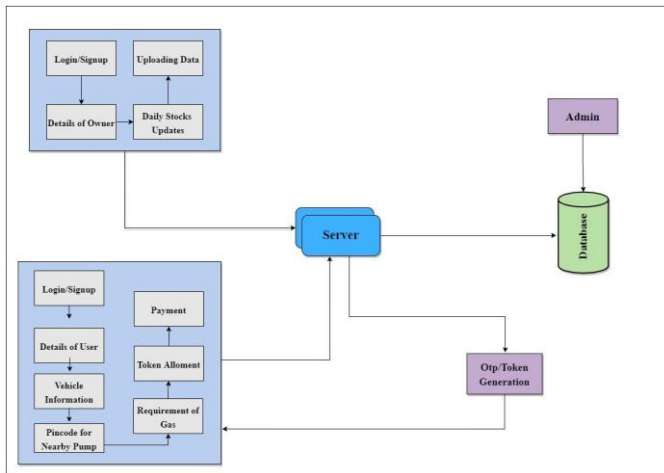 Login/Signup
Uploading Data
Details of Owner
Daily Stocks
Updates
Admin
Server
Database
Login/Signup
Payment
Details of User
Token Alloment
Vehicle
Information
Requirement of
Gas
Pincode for
Nearby Pump
Otp/Token
Generation